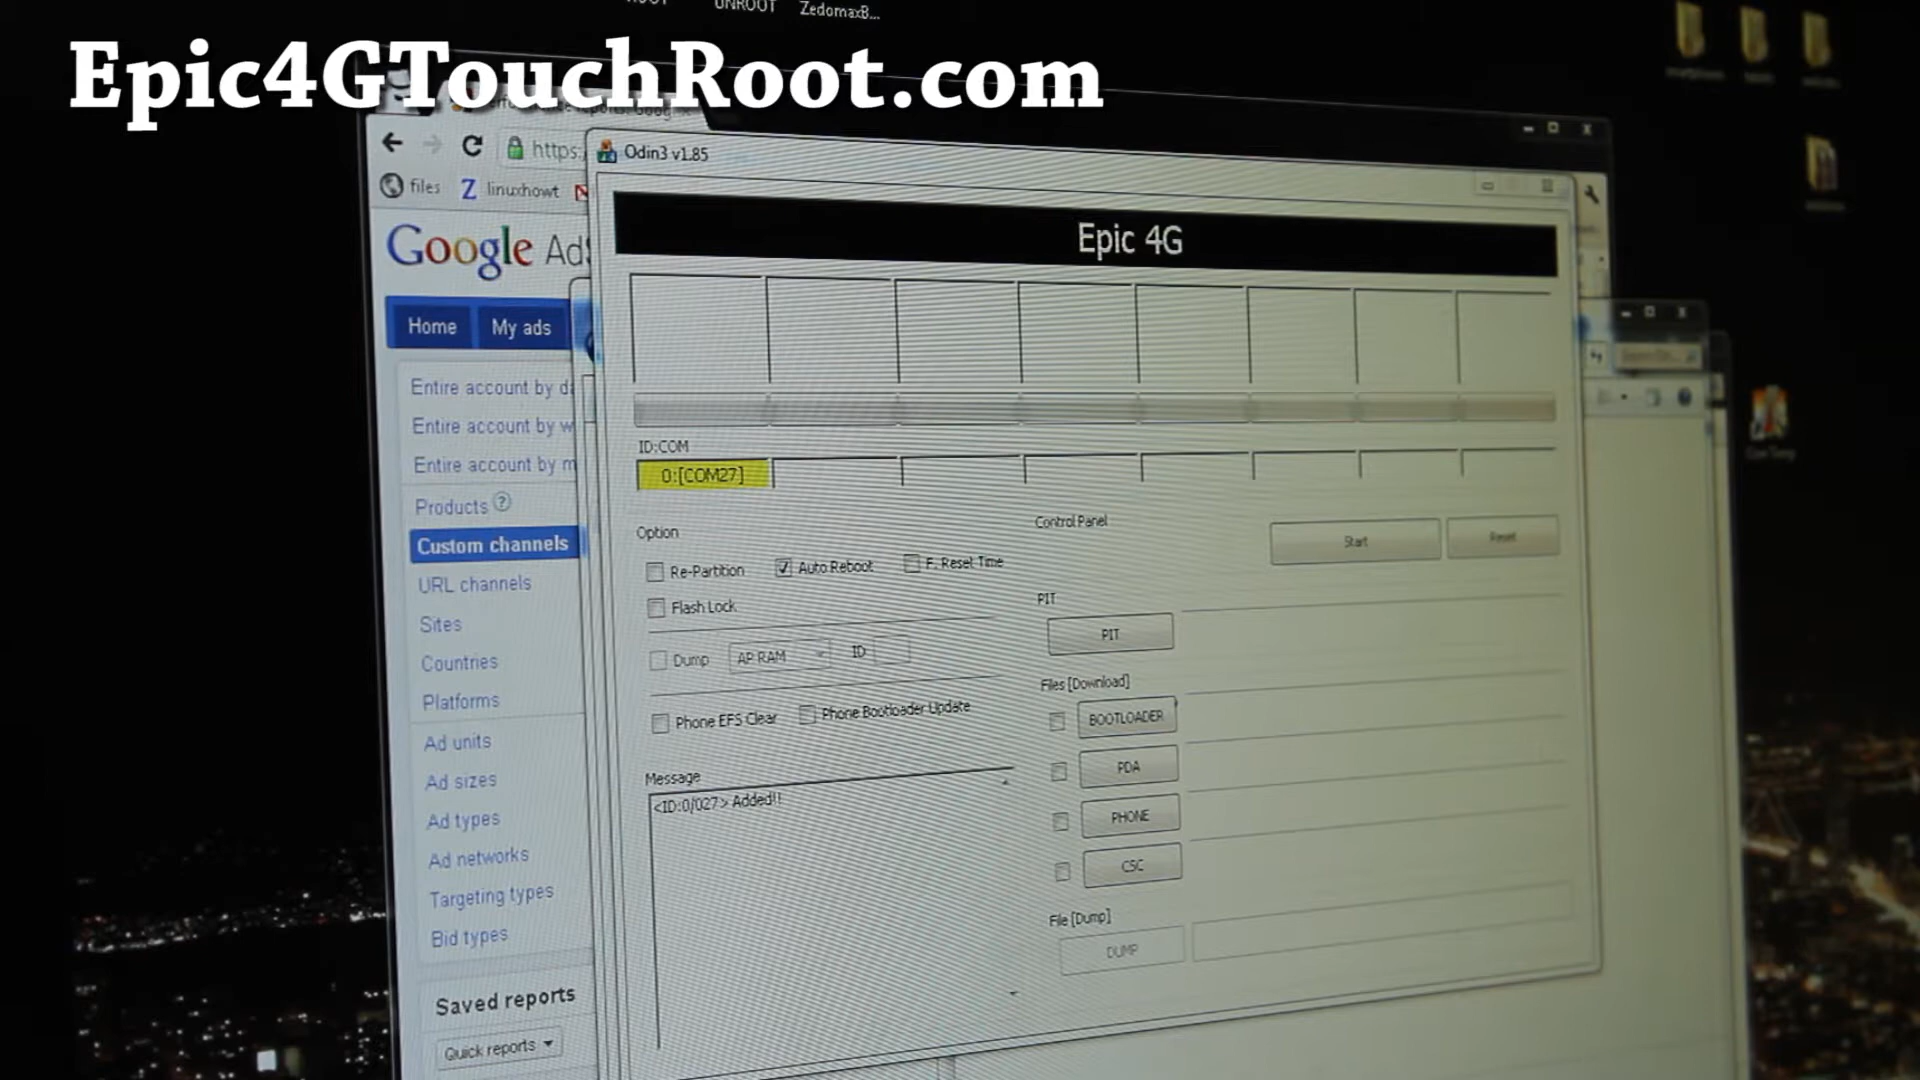 UNROOT
ZedomaxB...
Epic4GTouchRoot.com
https:
Odin3 v1.85
files
linuxhowt
Google Ad
Epic 4G
Home
My ads
Entire account by d
Entire account by w
Entire account by m
Products
Custom channels
URL channels
Sites
Countries
Platforms
Ad units
Ad sizes
Ad types
Ad networks
Targeting types
Bid types
Saved reports
Quick reports
ID:COM
0:[COM27]
Option
Re-Partition
Auto Reboot
F. Reset Time
Flash Lock
Dump
AP RAM
ID
Phone EFS Clear
Phone Bootloader Update
Message
<ID:0/027> Added!!
Control Panel
Start
Reset
PIT
PIT
Files [Download]
BOOTLOADER
PDA
PHONE
CSC
File [Dump]
DUMP